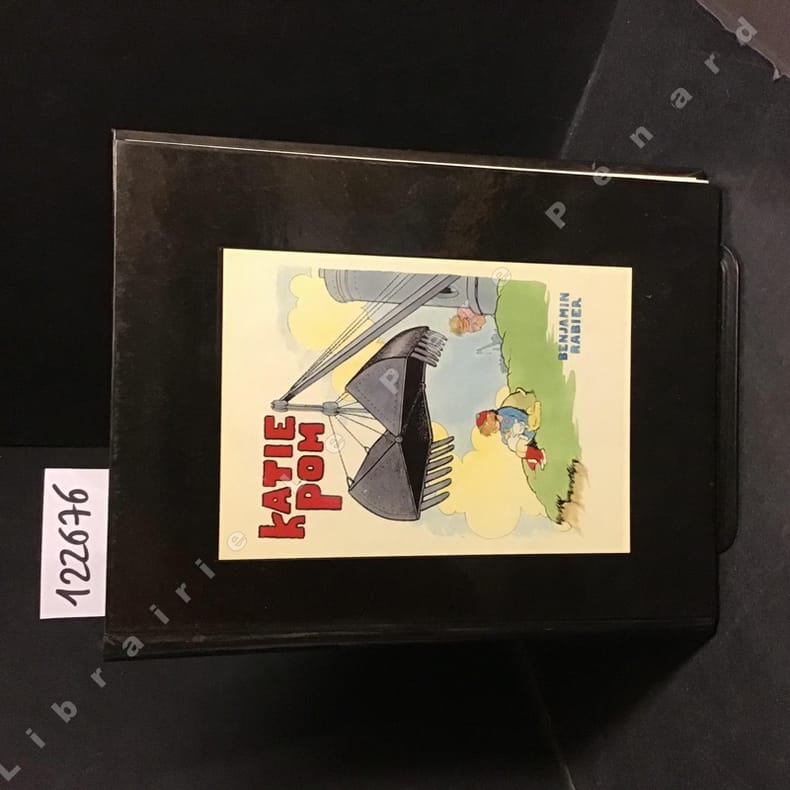 KATIE
POM
BENJAMIN
RABIER
122676
Librairie Pénard